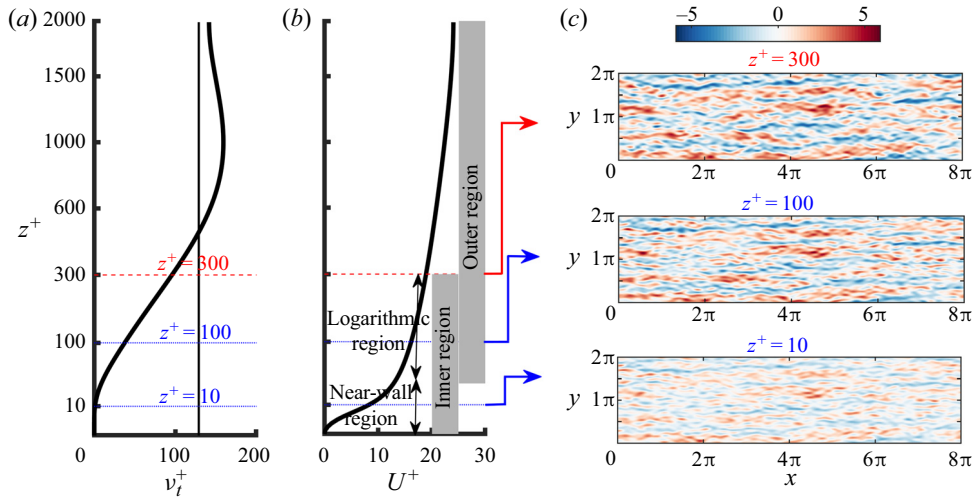 (a)
2000
1500
1000
600
z+
300
100
10
z+ = 300
z+ = 100
z+ = 10
0
100
200
νt+
(b)
Outer region
Inner region
Logarithmic
region
Near-wall
region
0
10
20
30
U+
(c)
−5
5
z+ = 300
2π
y 1π
0
2π
4π
6π
8π
z+ = 100
2π
y 1π
0
2π
4π
6π
8π
z+ = 10
2π
y 1π
0
2π
4π
6π
8π
x